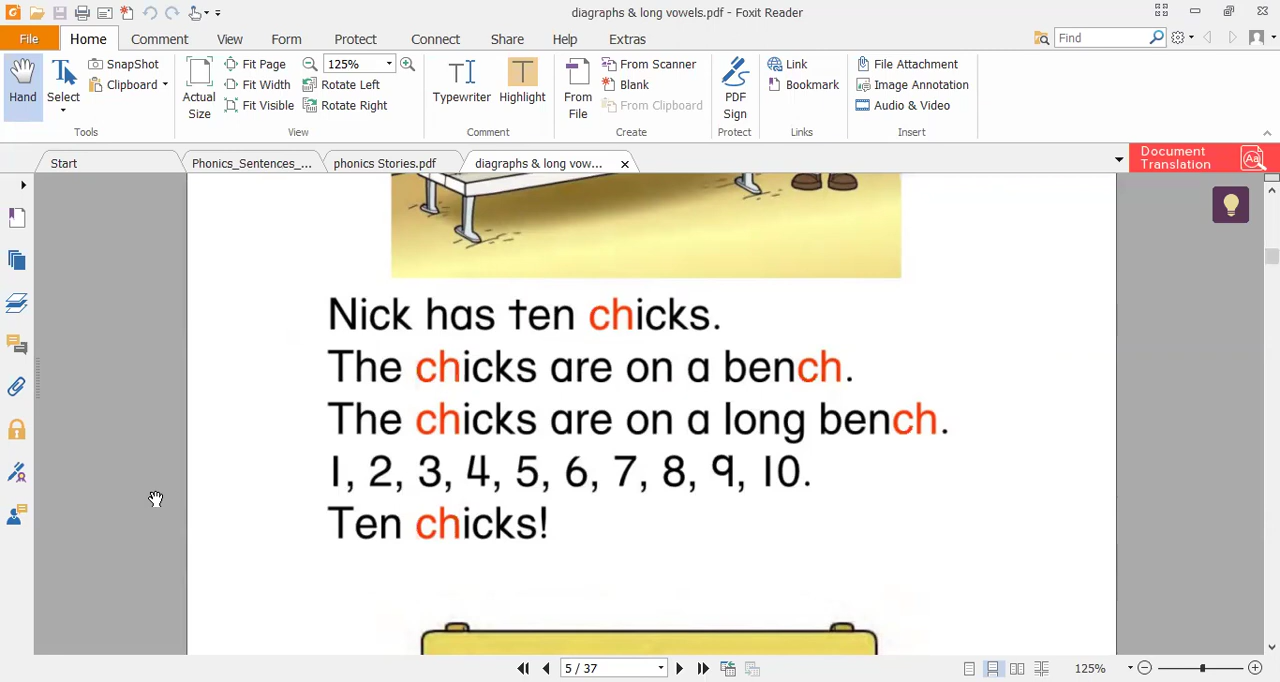 diagraphs & long vowels.pdf - Foxit Reader
File Home Comment View Form Protect Connect Share Help Extras Find
Hand
Select
SnapShot
Clipboard
Tools
Actual Size
Fit Page
Fit Width
Fit Visible
125%
Rotate Left
Rotate Right
View
Typewriter
Highlight
Comment
From File
From Scanner
Blank
From Clipboard
Create
PDF Sign
Protect
Link
Bookmark
Links
File Attachment
Image Annotation
Audio & Video
Insert
Start Phonics_Sentences_... phonics Stories.pdf diagraphs & long vow...
Document
Translation
Aa
Nick has ten chicks.
The chicks are on a bench.
The chicks are on a long bench.
1, 2, 3, 4, 5, 6, 7, 8, 9, 10.
Ten chicks!
5 / 37 125%